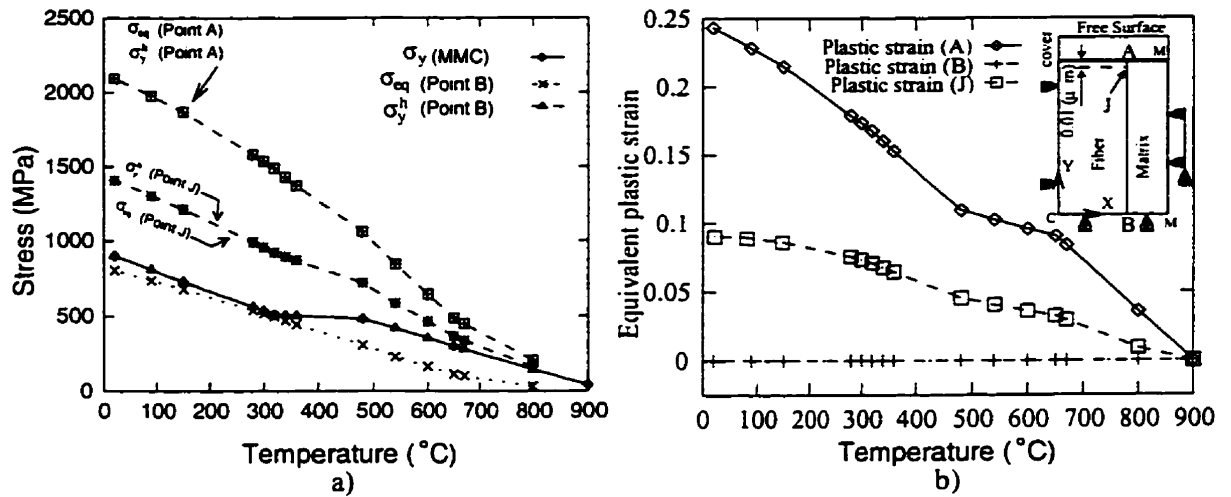 2500
2000
1500
1000
500
0
Stress (MPa)
σeq (Point A)
σyh (Point A)
σy (MMC)
σeq (Point B)
σyh (Point B)
(Point J)
(Point J)
0 100 200 300 400 500 600 700 800 900
Temperature (°C)
a)
0.25
0.2
0.15
0.1
0.05
0
Equivalent plastic strain
Plastic strain (A)
Plastic strain (B)
Plastic strain (J)
cover
Free Surface
A M
0.01 (μ m)
J
Fiber
Matrix
Y
X
C B M
0 100 200 300 400 500 600 700 800 900
Temperature (°C)
b)